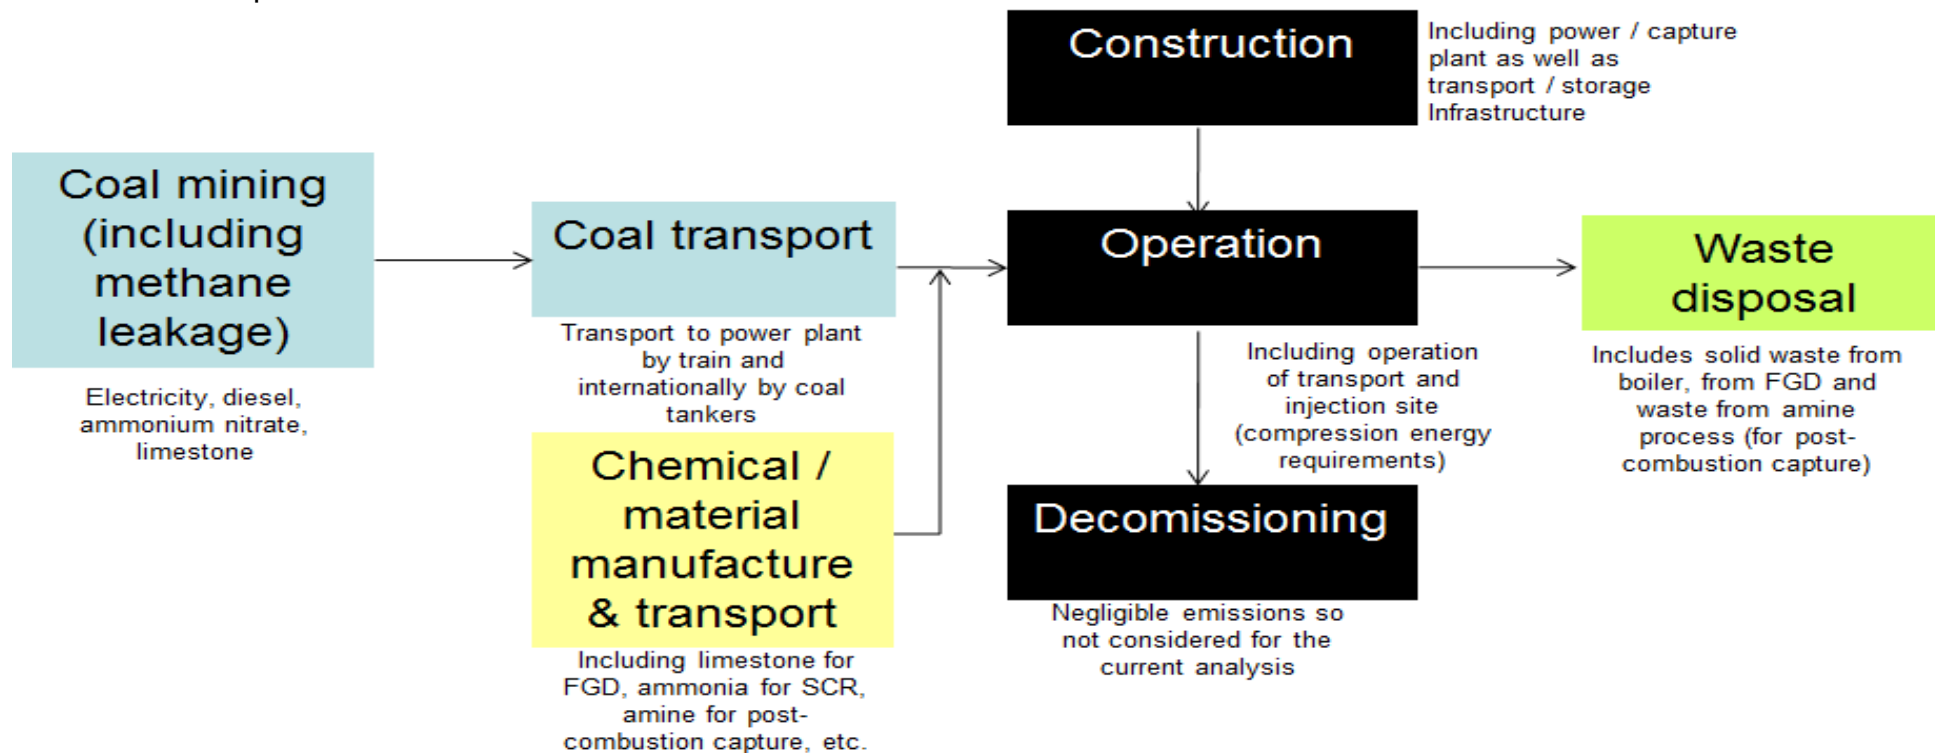 Construction
Including power / capture
plant as well as
transport / storage
Infrastructure
Coal mining
(including
methane
leakage)
Electricity, diesel,
ammonium nitrate,
limestone
Coal transport
Transport to power plant
by train and
internationally by coal
tankers
Chemical /
material
manufacture
& transport
Including limestone for
FGD, ammonia for SCR,
amine for post-
combustion capture, etc.
Operation
Including operation
of transport and
injection site
(compression energy
requirements)
Decomissioning
Negligible emissions so
not considered for the
current analysis
Waste
disposal
Includes solid waste from
boiler, from FGD and
waste from amine
process (for post-
combustion capture)